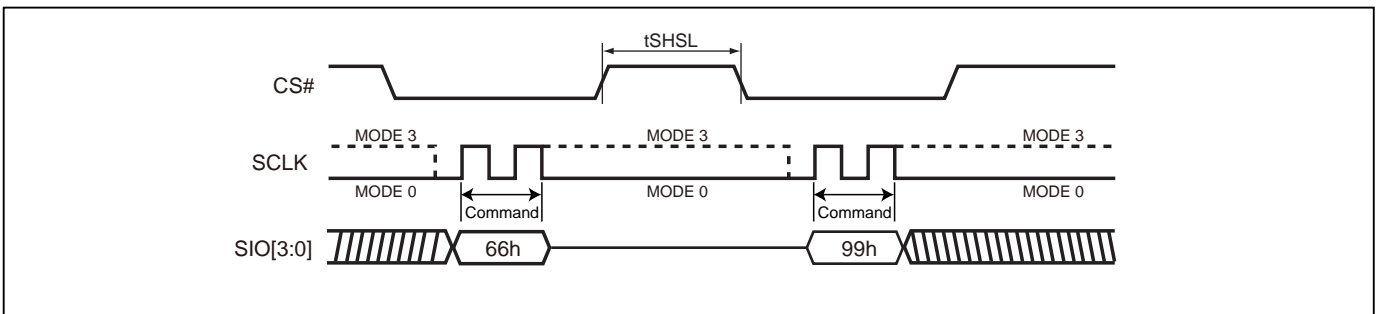 tSHSL
CS#
MODE 3 MODE 3 MODE 3
SCLK
MODE 0 MODE 0 MODE 0
Command Command
SIO[3:0] 66h 99h